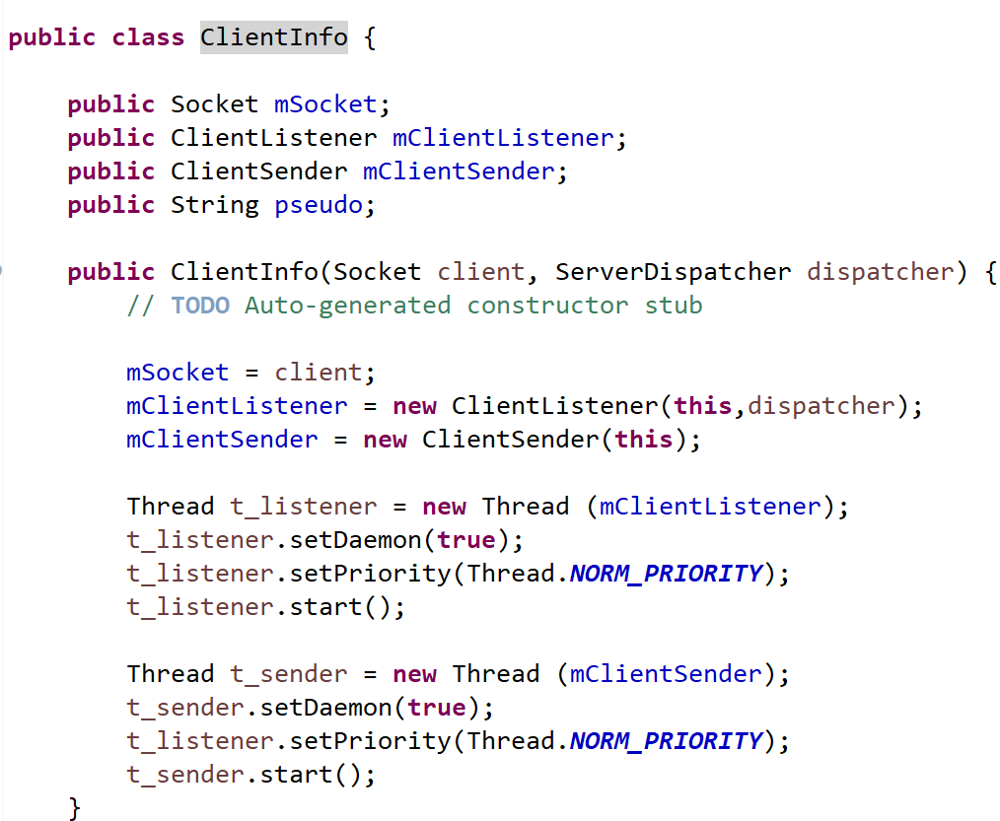 public class ClientInfo {
public Socket mSocket;
public ClientListener mClientListener;
public ClientSender mClientSender;
public String pseudo;
public ClientInfo(Socket client, ServerDispatcher dispatcher) {
// TODO Auto-generated constructor stub
mSocket = client;
mClientListener = new ClientListener(this,dispatcher);
mClientSender = new ClientSender(this);
Thread t_listener = new Thread (mClientListener);
t_listener.setDaemon(true);
t_listener.setPriority(Thread.NORM_PRIORITY);
t_listener.start();
Thread t_sender = new Thread (mClientSender);
t_sender.setDaemon(true);
t_listener.setPriority(Thread.NORM_PRIORITY);
t_sender.start();
}